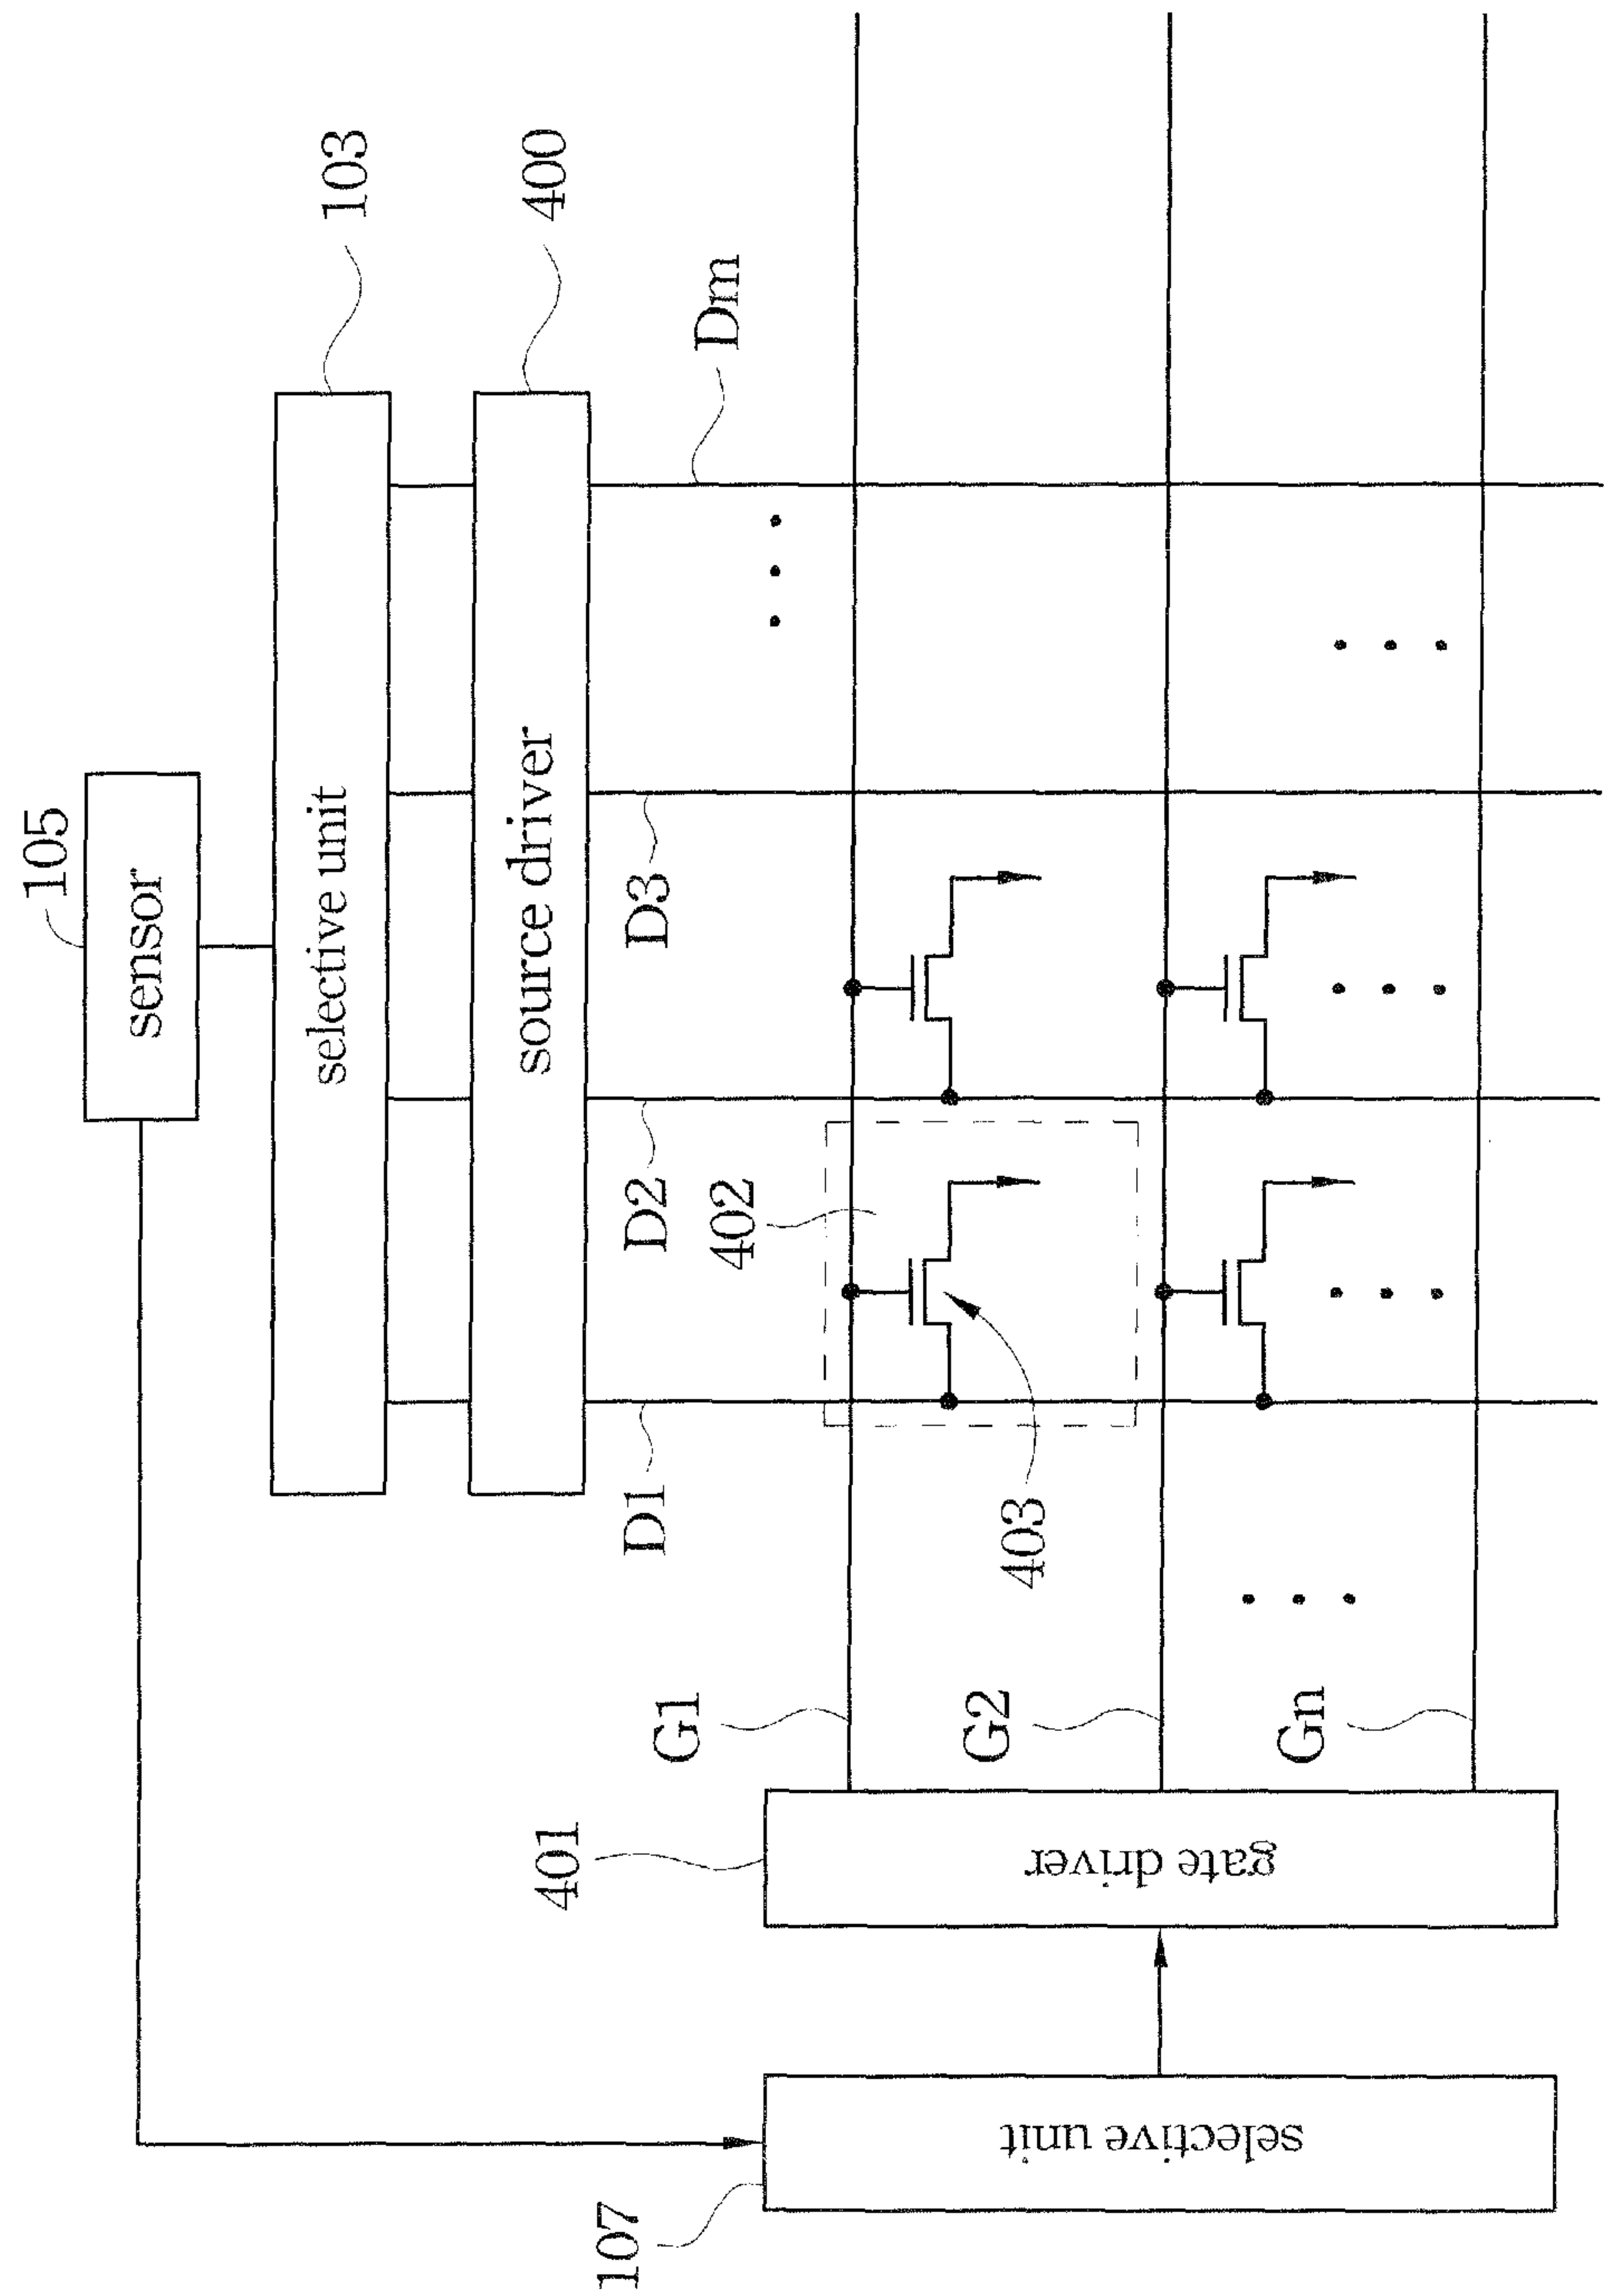 105
sensor
103
selective unit
400
source driver
Dm
D3
D2
D1
402
403
G1
G2
Gn
401
gate driver
107
selective unit